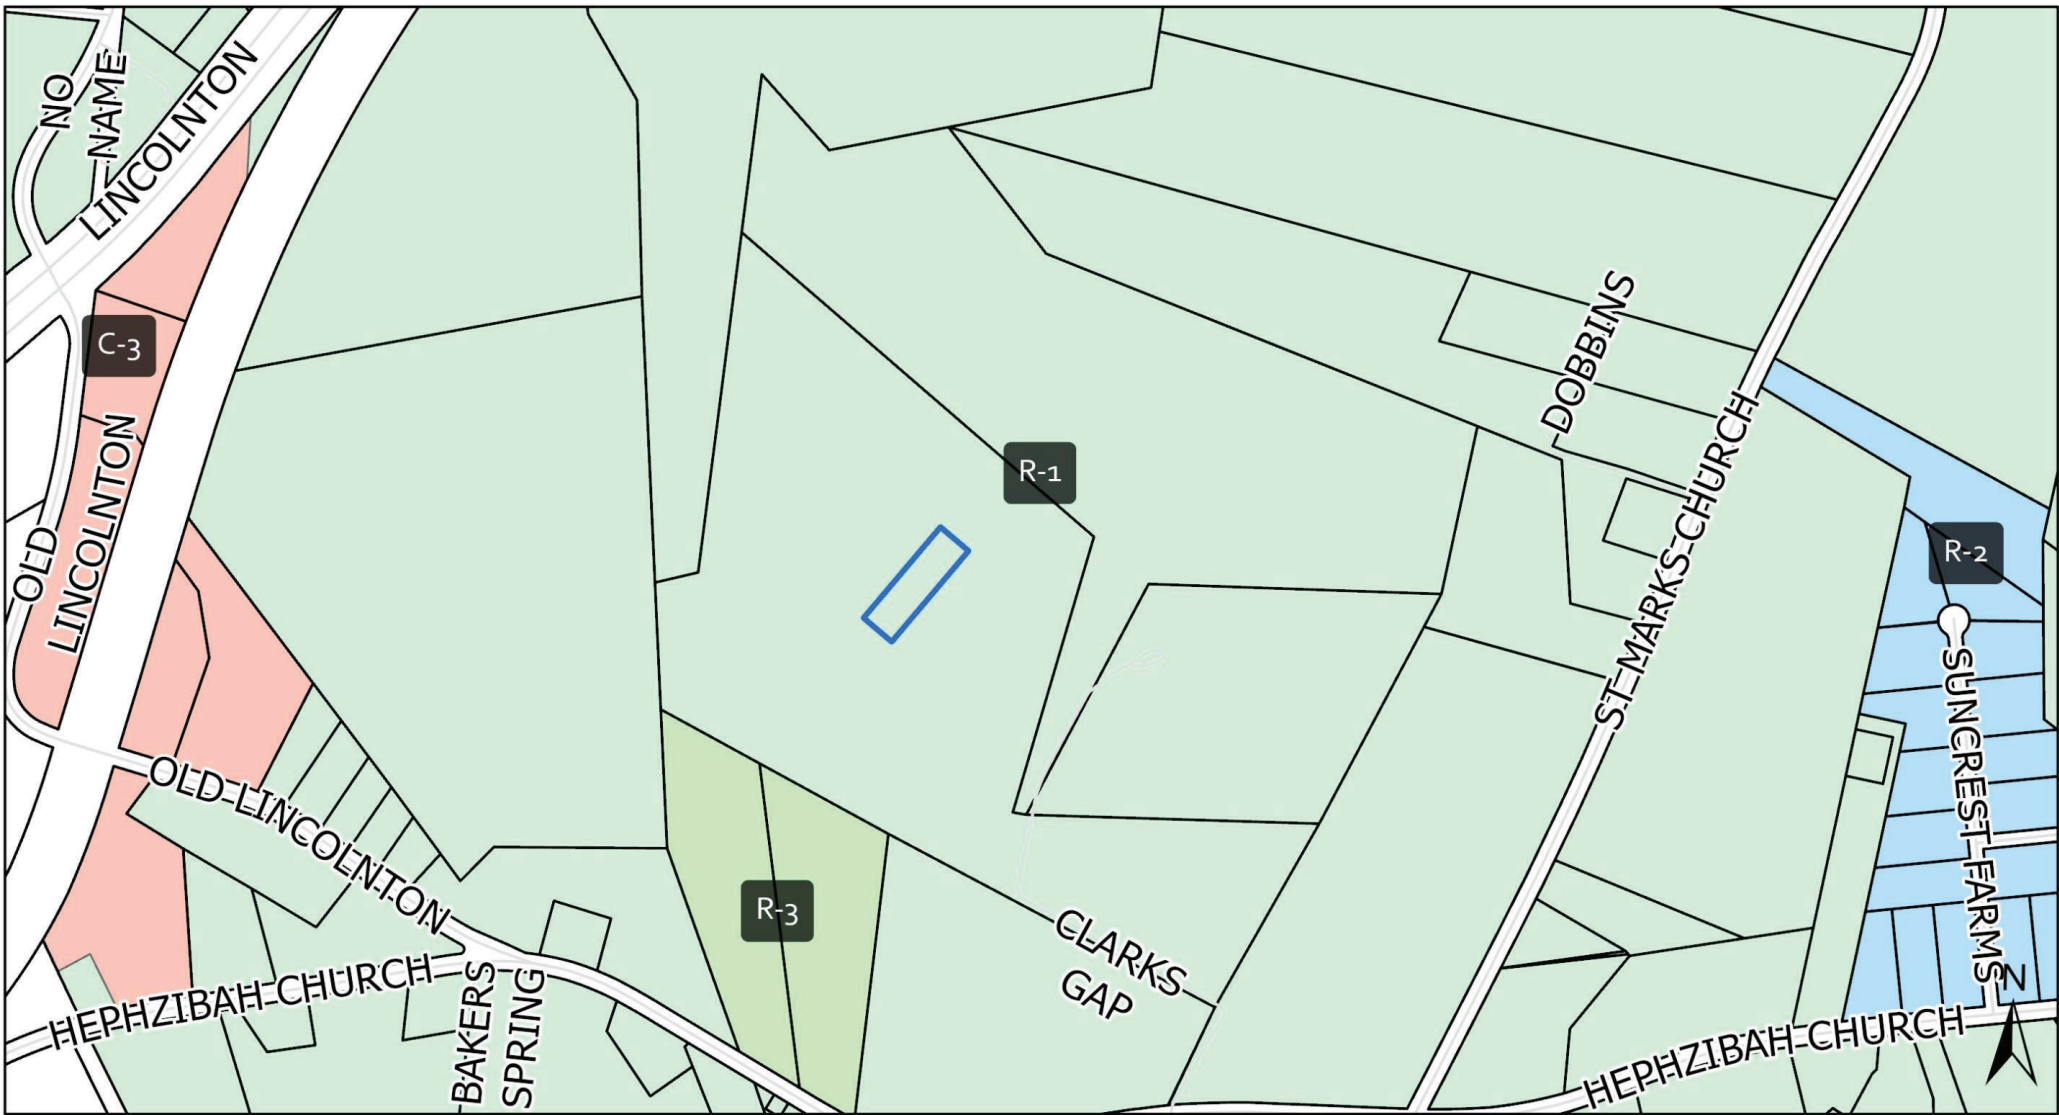 NO
NAME
LINCOLNTON
C-3
OLD
LINCOLNTON
R-1
DOBBINS
ST MARKS CHURCH
R-2
SUNCREST FARMS
OLD LINCOLNTON
R-3
CLARKS
GAP
HEPHZIBAH CHURCH
BAKERS
SPRING
HEPHZIBAH CHURCH
N